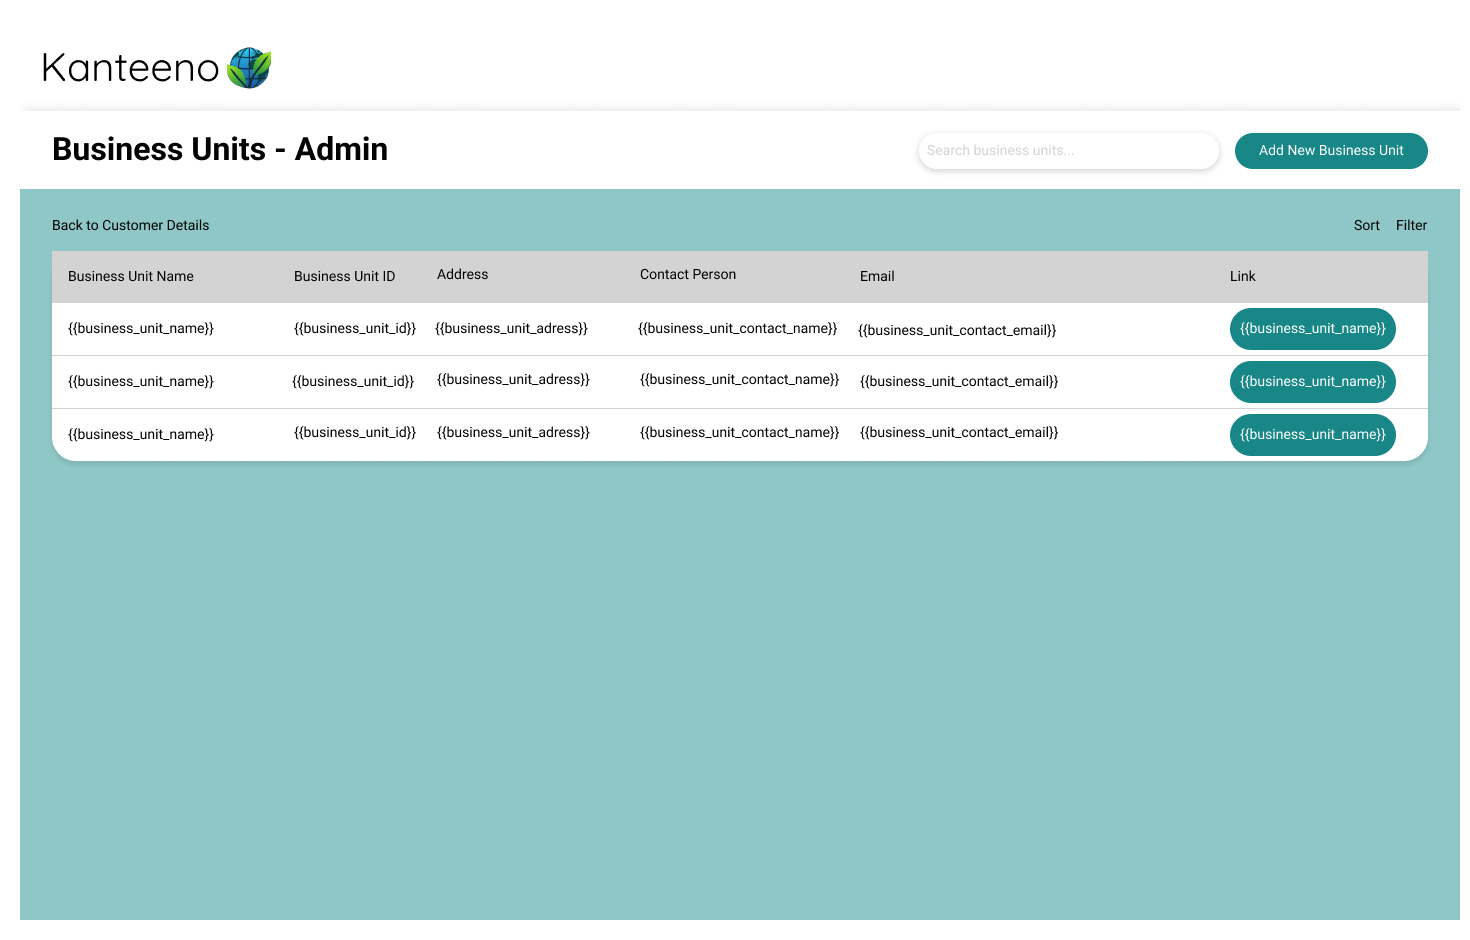 Kanteeno
Business Units - Admin
Search business units...
Add New Business Unit
Back to Customer Details
Sort Filter
Business Unit Name Business Unit ID Address Contact Person Email Link
{{business_unit_name}} {{business_unit_id}} {{business_unit_adress}} {{business_unit_contact_name}} {{business_unit_contact_email}} {{business_unit_name}}
{{business_unit_name}} {{business_unit_id}} {{business_unit_adress}} {{business_unit_contact_name}} {{business_unit_contact_email}} {{business_unit_name}}
{{business_unit_name}} {{business_unit_id}} {{business_unit_adress}} {{business_unit_contact_name}} {{business_unit_contact_email}} {{business_unit_name}}